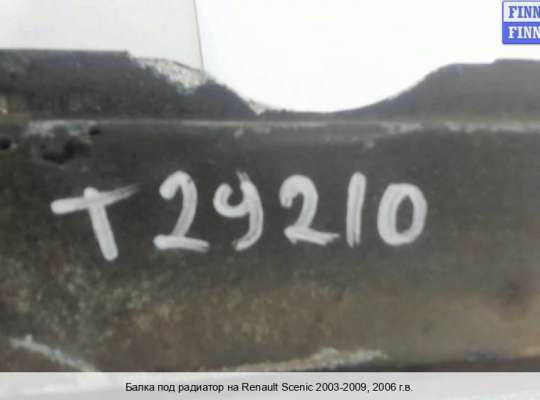 FINN
FINN
T29210
Балка под радиатор на Renault Scenic 2003-2009, 2006 г.в.